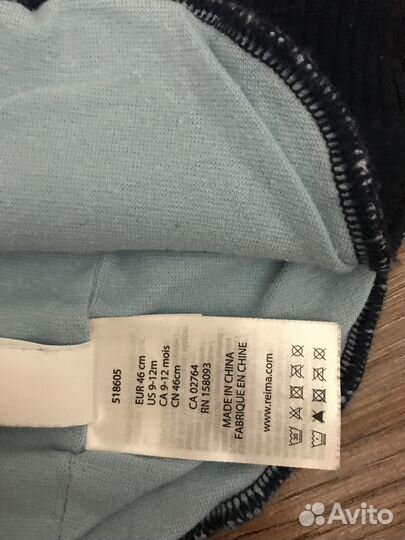 518605
EUR 46 cm
US 9-12m
CA 9-12 mois
CN 46cm
CA 02764
RN 158093
MADE IN CHINA
FABRIQUE EN CHINE
www.reima.com
30
Avito